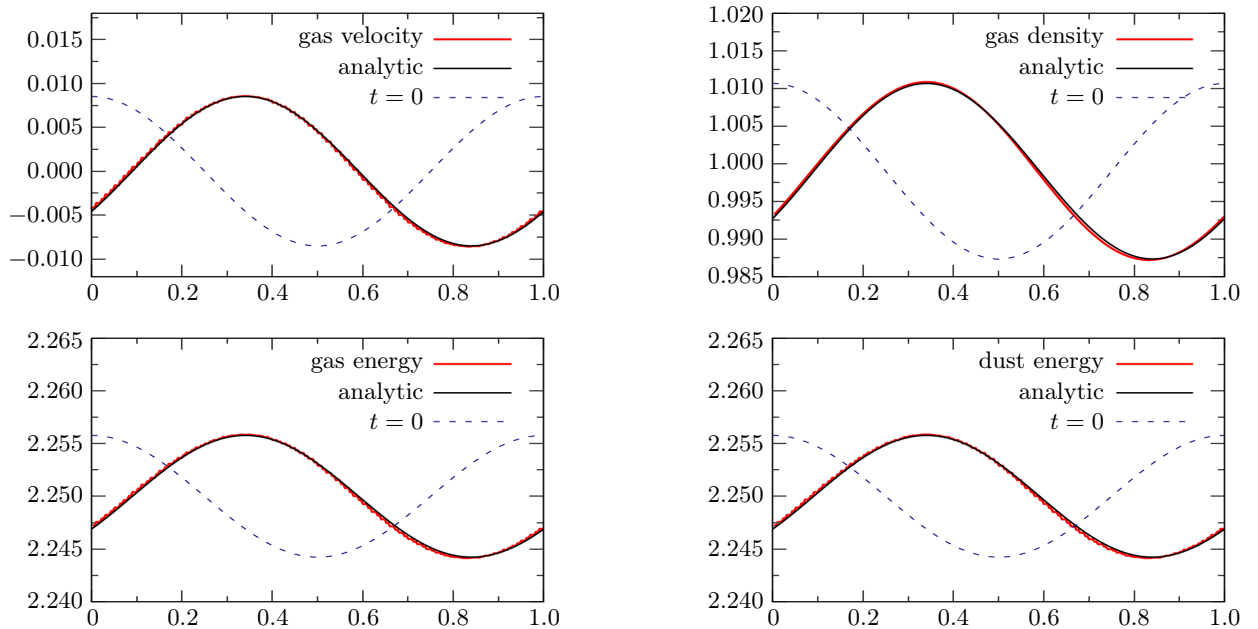 0.015
0.010
0.005
0.000
−0.005
−0.010
gas velocity
analytic
t = 0
0 0.2 0.4 0.6 0.8 1.0
1.020
1.015
1.010
1.005
1.000
0.995
0.990
0.985
gas density
analytic
t = 0
0 0.2 0.4 0.6 0.8 1.0
2.265
2.260
2.255
2.250
2.245
2.240
gas energy
analytic
t = 0
0 0.2 0.4 0.6 0.8 1.0
2.265
2.260
2.255
2.250
2.245
2.240
dust energy
analytic
t = 0
0 0.2 0.4 0.6 0.8 1.0